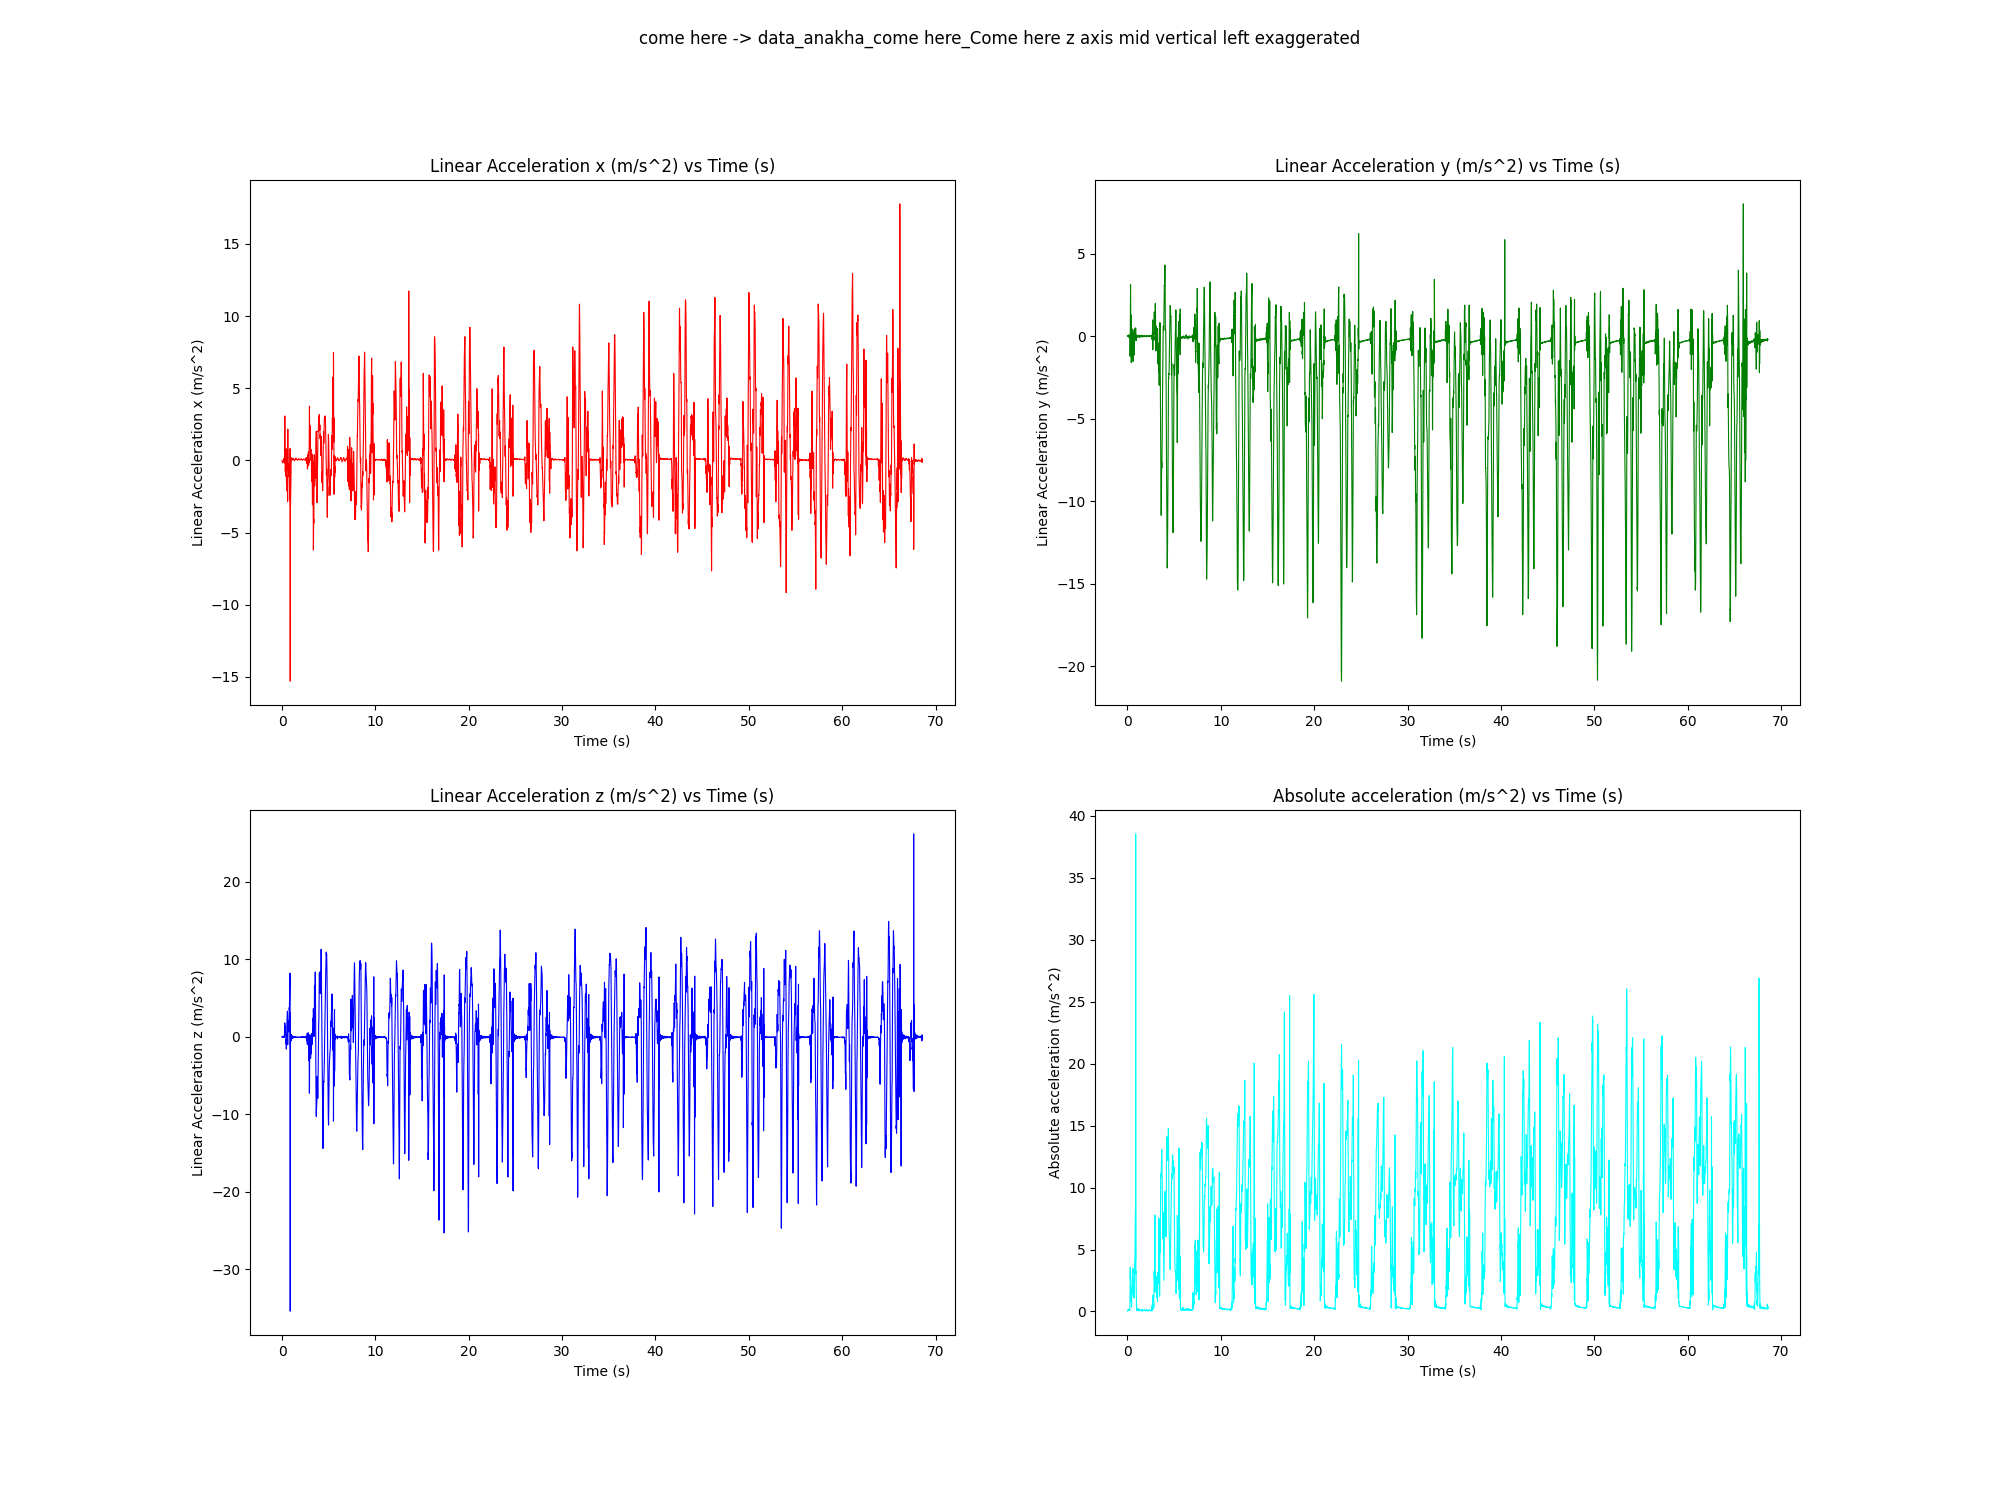 come here -> data_anakha_come here_Come here z axis mid vertical left exaggerated
Linear Acceleration x (m/s^2) vs Time (s)
Linear Acceleration x (m/s^2)
15
10
5
0
−5
−10
−15
0 10 20 30 40 50 60 70
Time (s)
Linear Acceleration y (m/s^2) vs Time (s)
Linear Acceleration y (m/s^2)
5
0
−5
−10
−15
−20
0 10 20 30 40 50 60 70
Time (s)
Linear Acceleration z (m/s^2) vs Time (s)
Linear Acceleration z (m/s^2)
20
10
0
−10
−20
−30
0 10 20 30 40 50 60 70
Time (s)
Absolute acceleration (m/s^2) vs Time (s)
Absolute acceleration (m/s^2)
40
35
30
25
20
15
10
5
0
0 10 20 30 40 50 60 70
Time (s)